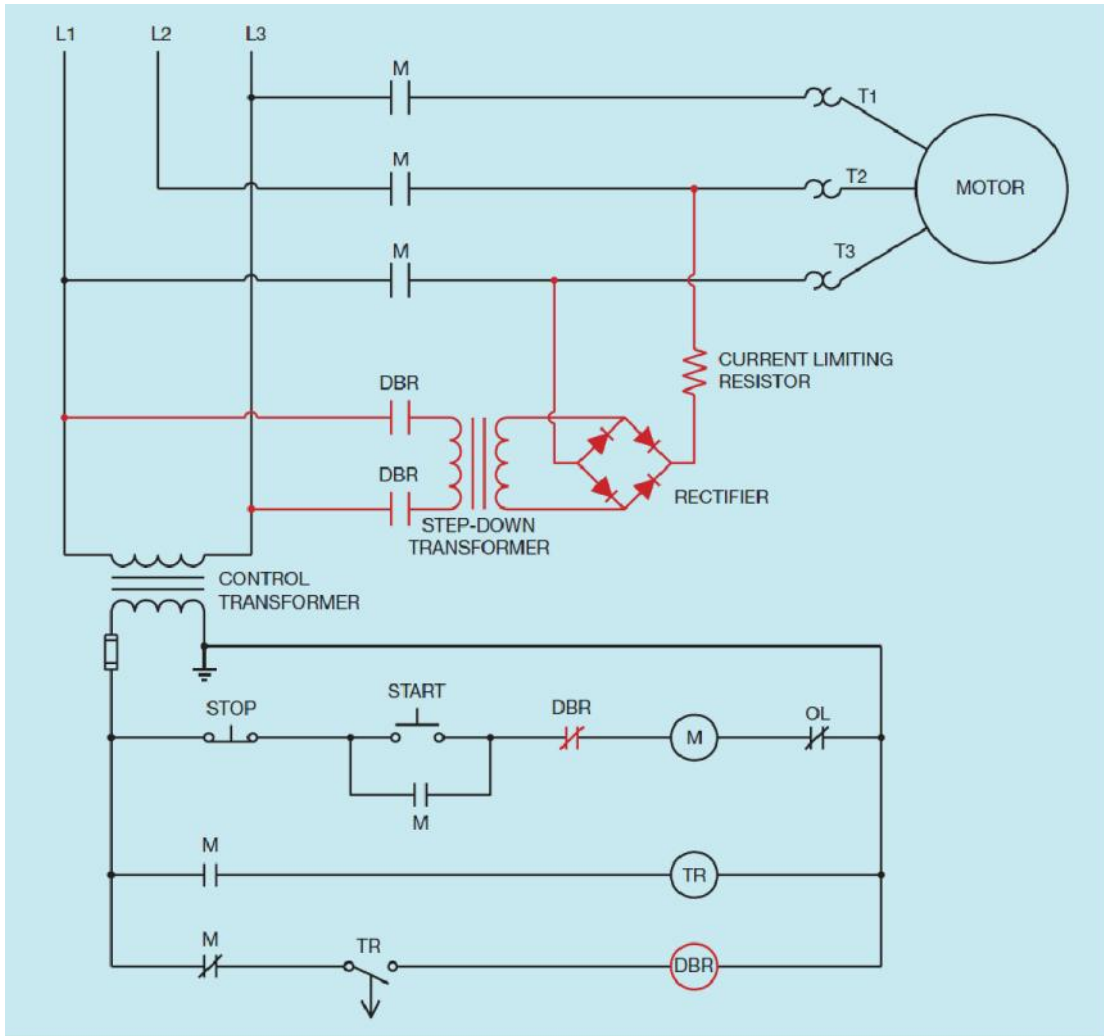 L1
L2
L3
M
T1
M
T2
MOTOR
M
T3
CURRENT LIMITING
RESISTOR
DBR
DBR
RECTIFIER
STEP-DOWN
TRANSFORMER
CONTROL
TRANSFORMER
STOP
START
DBR
M
OL
M
M
TR
M
TR
DBR